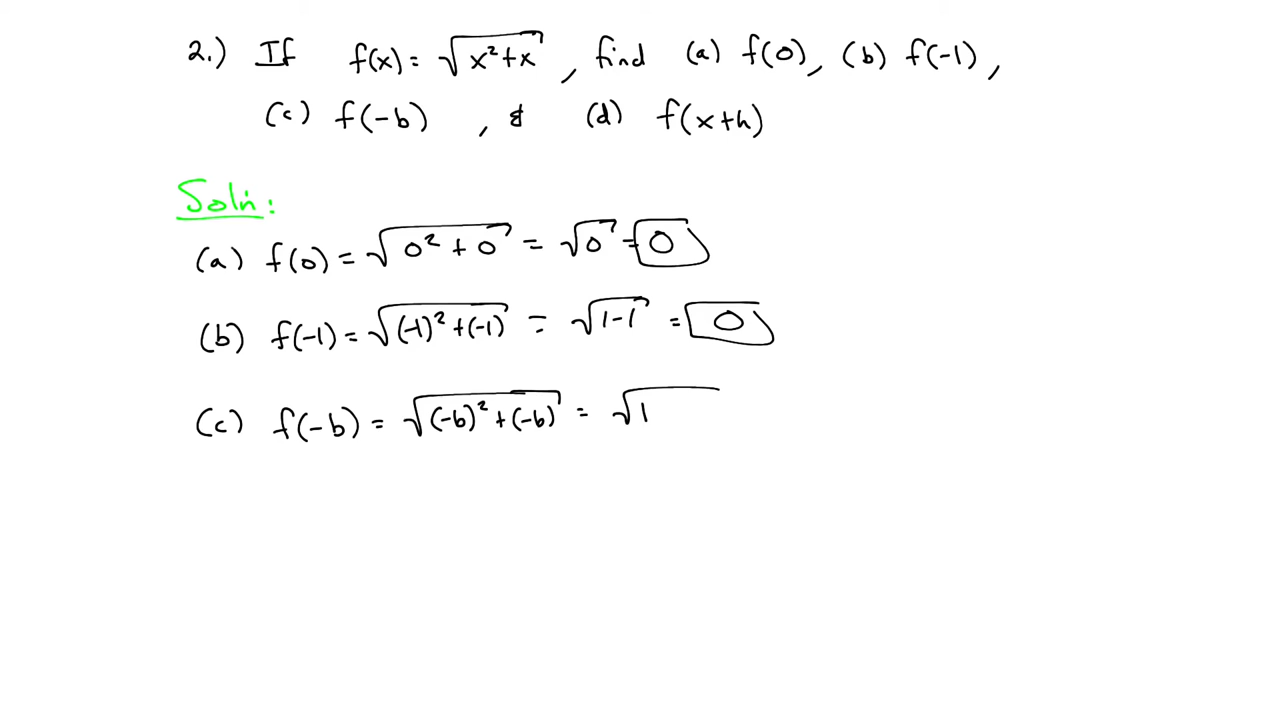 2.) If f(x) = √(x²+x) , find (a) f(0), (b) f(-1),
(c) f(-b) , & (d) f(x+h)
Soln:
(a) f(0) = √(0² + 0) = √0 = 0
(b) f(-1) = √((-1)² + (-1)) = √(1-1) = 0
(c) f(-b) = √((-b)² + (-b)) = √1